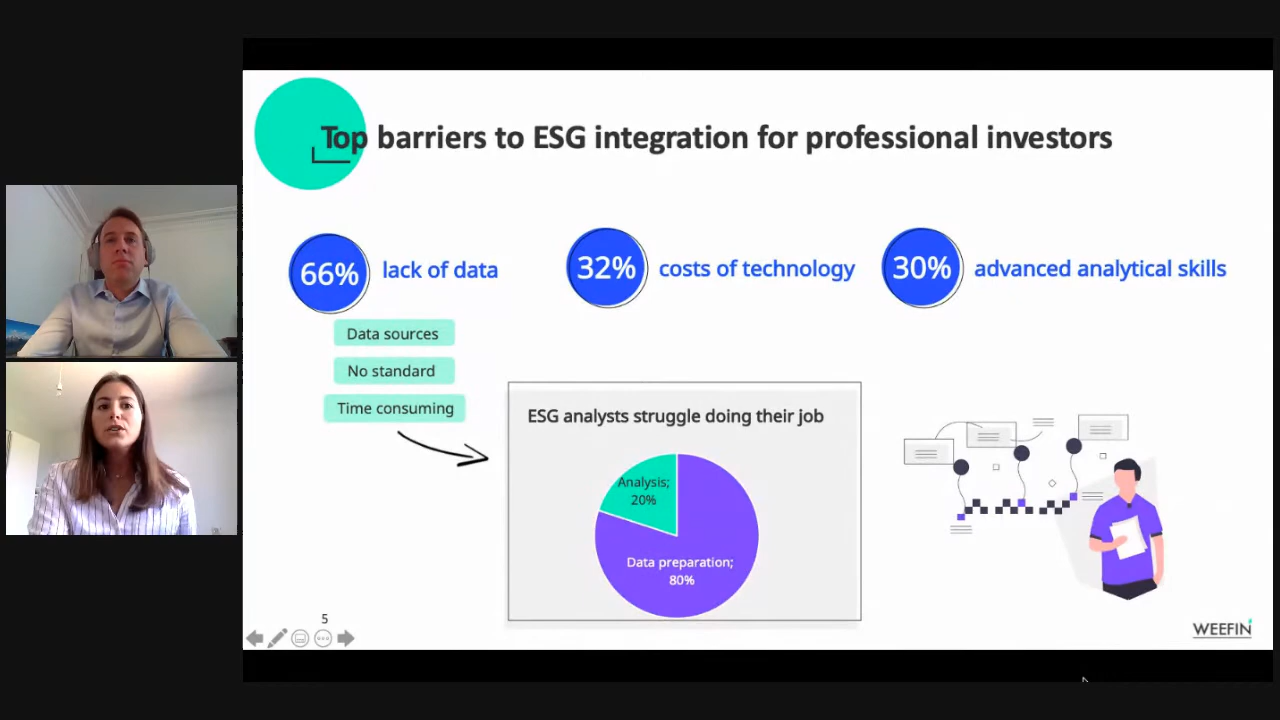 Top barriers to ESG integration for professional investors
66% lack of data
32% costs of technology
30% advanced analytical skills
Data sources
No standard
Time consuming
ESG analysts struggle doing their job
Analysis;
20%
Data preparation;
80%
5
WEEFIN